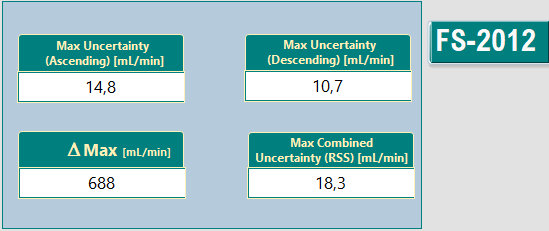 Max Uncertainty
(Ascending) [mL/min]
14,8
Max Uncertainty
(Descending) [mL/min]
10,7
FS-2012
Δ Max [mL/min]
688
Max Combined
Uncertainty (RSS) [mL/min]
18,3